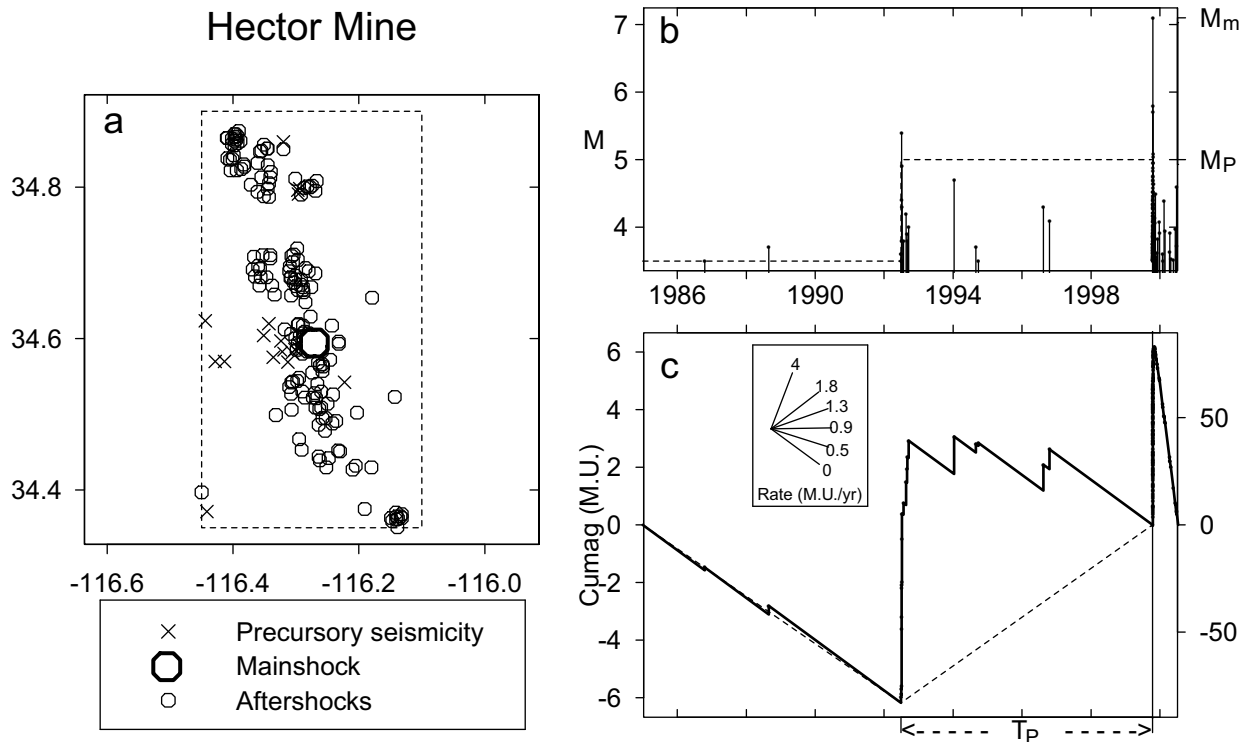 Hector Mine
a
34.8
34.6
34.4
-116.6 -116.4 -116.2 -116.0
Precursory seismicity
Mainshock
Aftershocks
b
M
7
6
5
4
Mm
MP
1986 1990 1994 1998
c
Cumag (M.U.)
6
4
2
0
-2
-4
-6
50
0
-50
4
1.8
1.3
0.9
0.5
0
Rate (M.U./yr)
TP